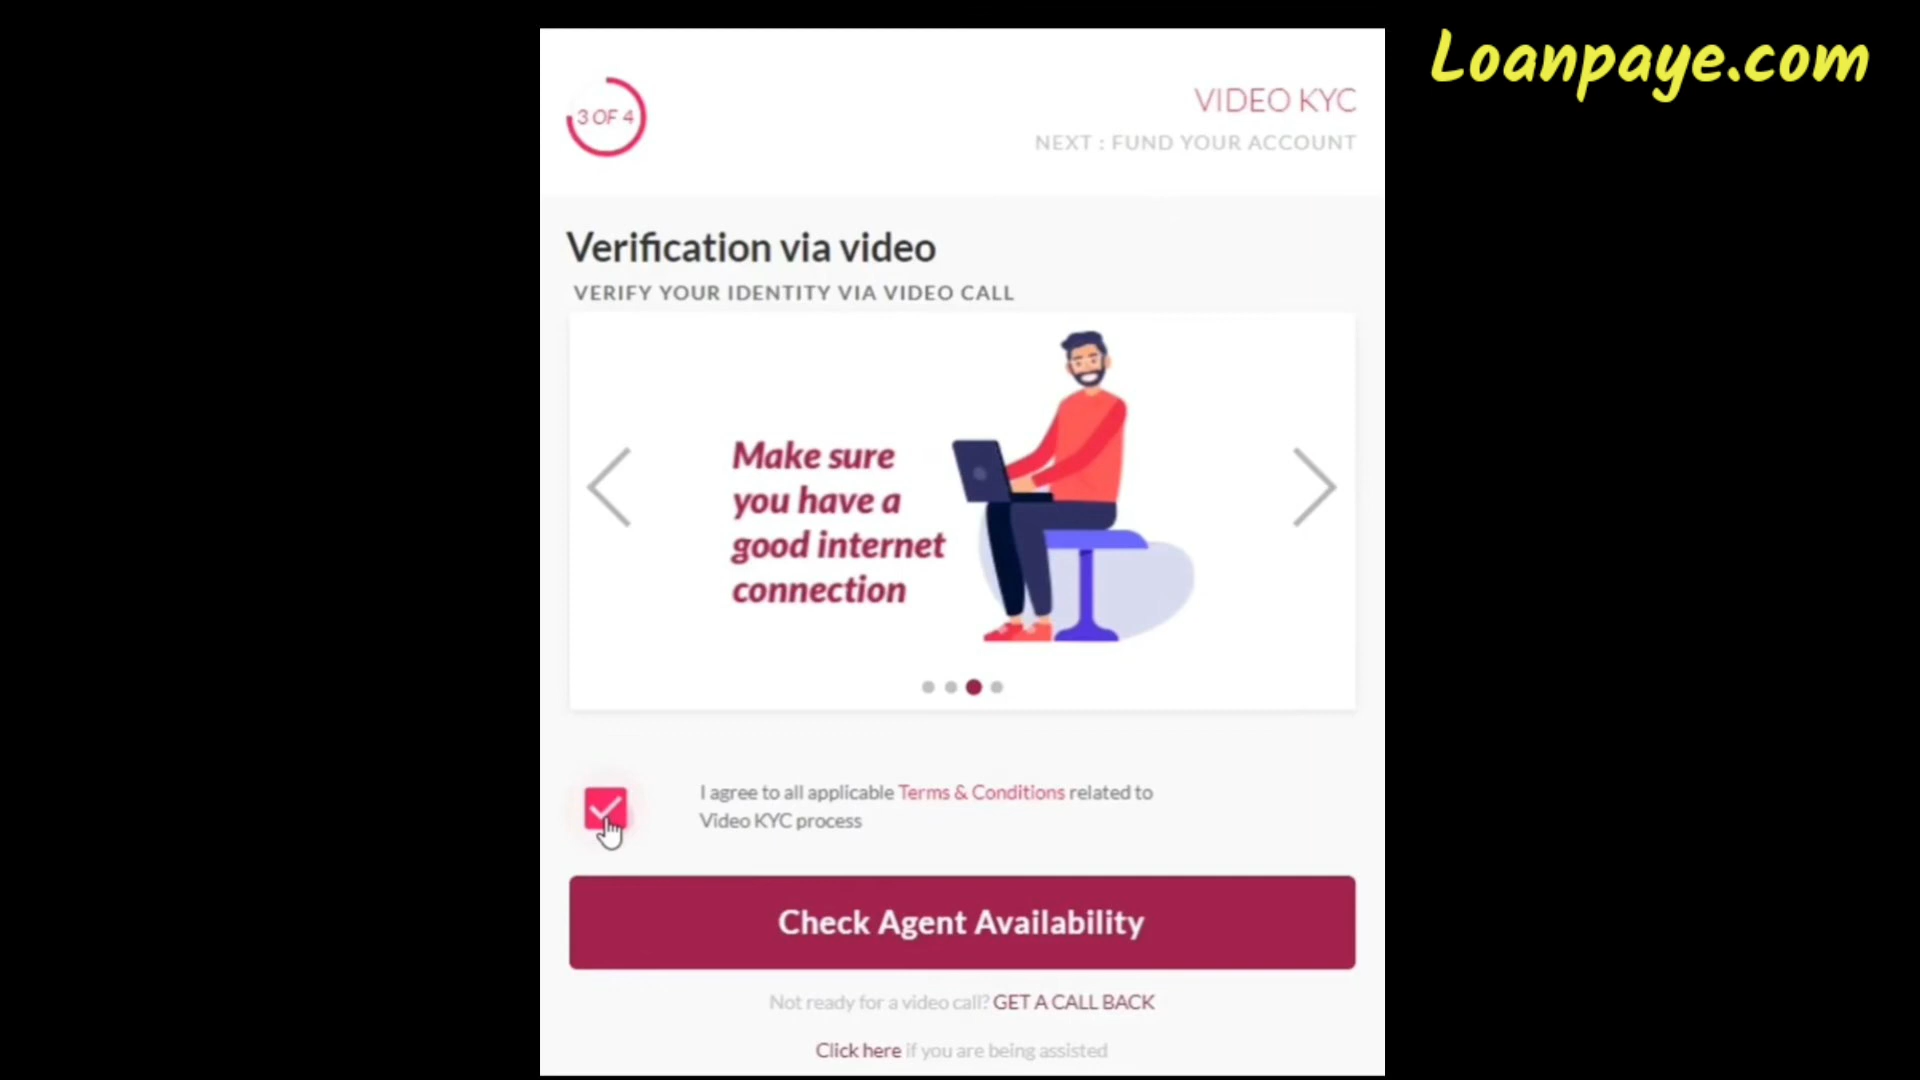 Loanpaye.com
3 OF 4
VIDEO KYC
NEXT : FUND YOUR ACCOUNT
Verification via video
VERIFY YOUR IDENTITY VIA VIDEO CALL
Make sure
you have a
good internet
connection
I agree to all applicable Terms & Conditions related to
Video KYC process
Check Agent Availability
Not ready for a video call? GET A CALL BACK
Click here if you are being assisted